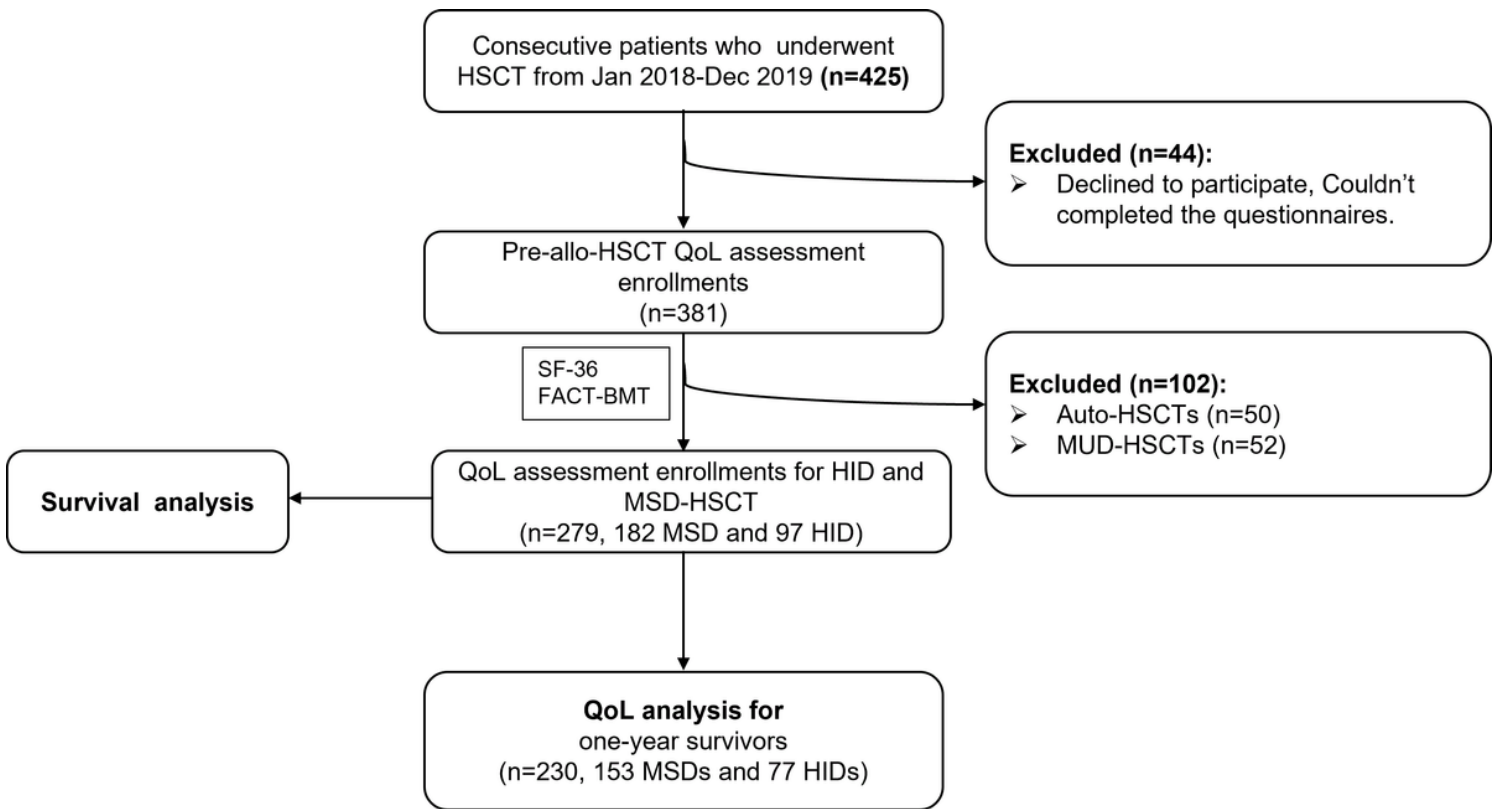 Consecutive patients who underwent
HSCT from Jan 2018-Dec 2019 (n=425)
Excluded (n=44):
➢ Declined to participate, Couldn't
completed the questionnaires.
Pre-allo-HSCT QoL assessment
enrollments
(n=381)
SF-36
FACT-BMT
Excluded (n=102):
➢ Auto-HSCTs (n=50)
➢ MUD-HSCTs (n=52)
QoL assessment enrollments for HID and
MSD-HSCT
(n=279, 182 MSD and 97 HID)
Survival analysis
QoL analysis for
one-year survivors
(n=230, 153 MSDs and 77 HIDs)